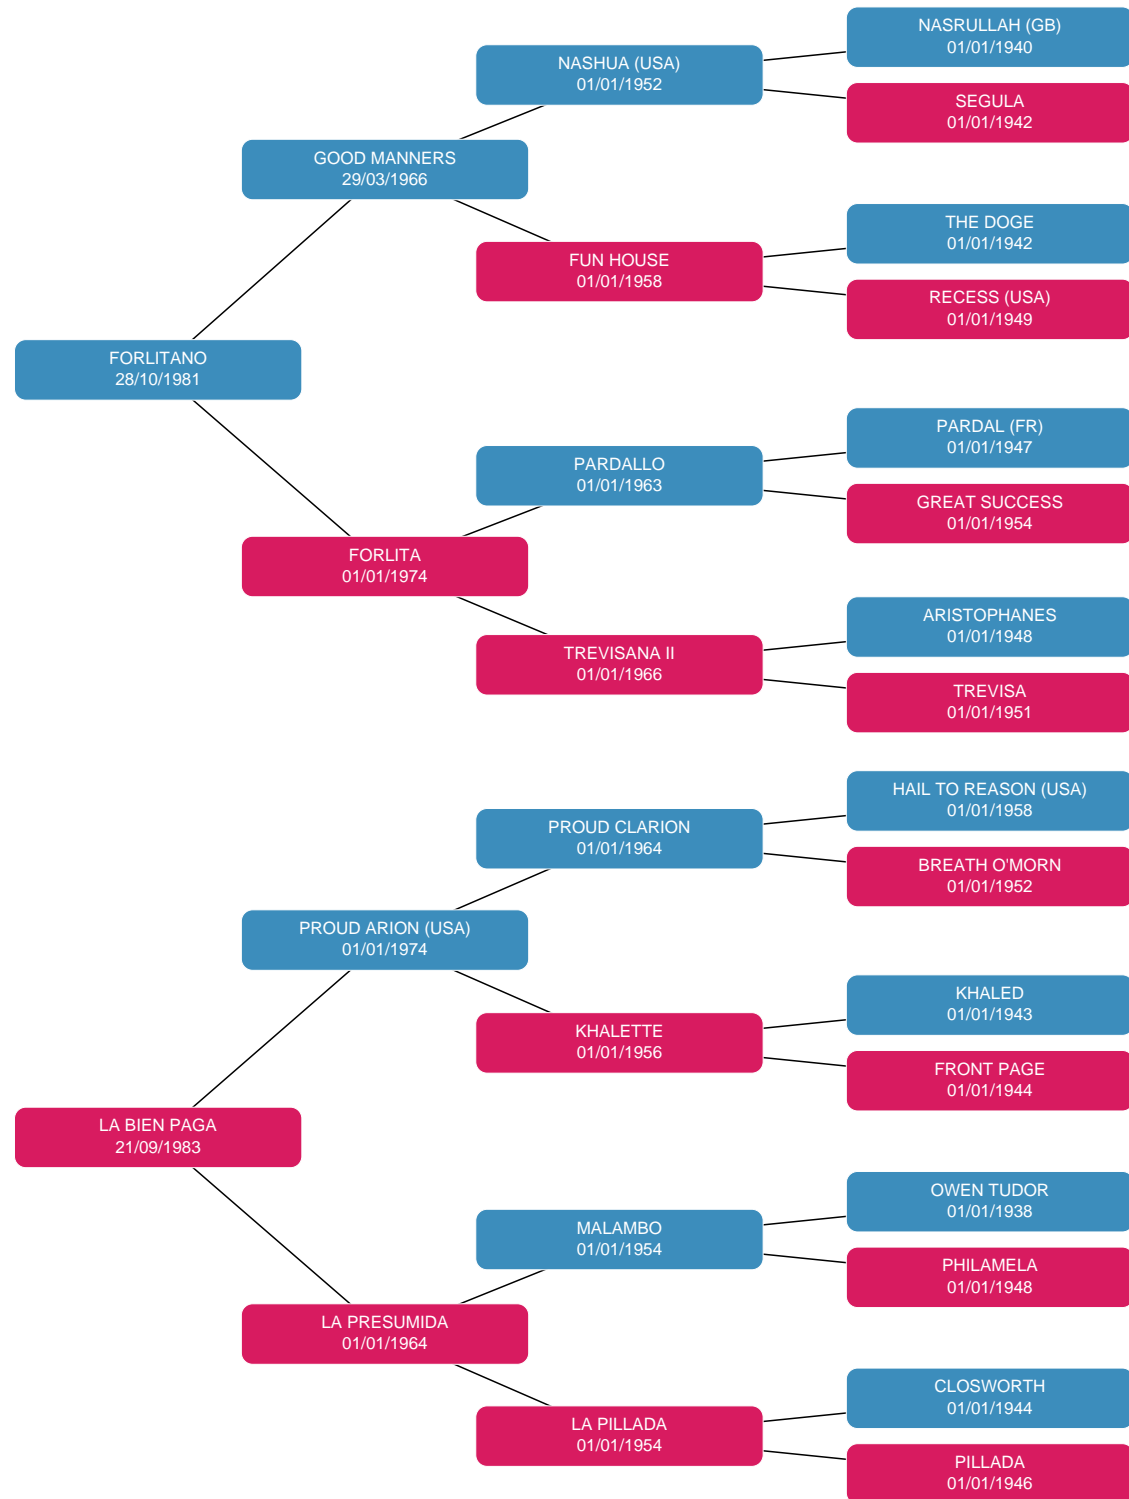 NASRULLAH (GB)
01/01/1940
NASHUA (USA)
01/01/1952
SEGULA
01/01/1942
GOOD MANNERS
29/03/1966
THE DOGE
01/01/1942
FUN HOUSE
01/01/1958
RECESS (USA)
01/01/1949
FORLITANO
28/10/1981
PARDAL (FR)
01/01/1947
PARDALLO
01/01/1963
GREAT SUCCESS
01/01/1954
FORLITA
01/01/1974
ARISTOPHANES
01/01/1948
TREVISANA II
01/01/1966
TREVISA
01/01/1951
HAIL TO REASON (USA)
01/01/1958
PROUD CLARION
01/01/1964
BREATH O'MORN
01/01/1952
PROUD ARION (USA)
01/01/1974
KHALED
01/01/1943
KHALETTE
01/01/1956
FRONT PAGE
01/01/1944
LA BIEN PAGA
21/09/1983
OWEN TUDOR
01/01/1938
MALAMBO
01/01/1954
PHILAMELA
01/01/1948
LA PRESUMIDA
01/01/1964
CLOSWORTH
01/01/1944
LA PILLADA
01/01/1954
PILLADA
01/01/1946